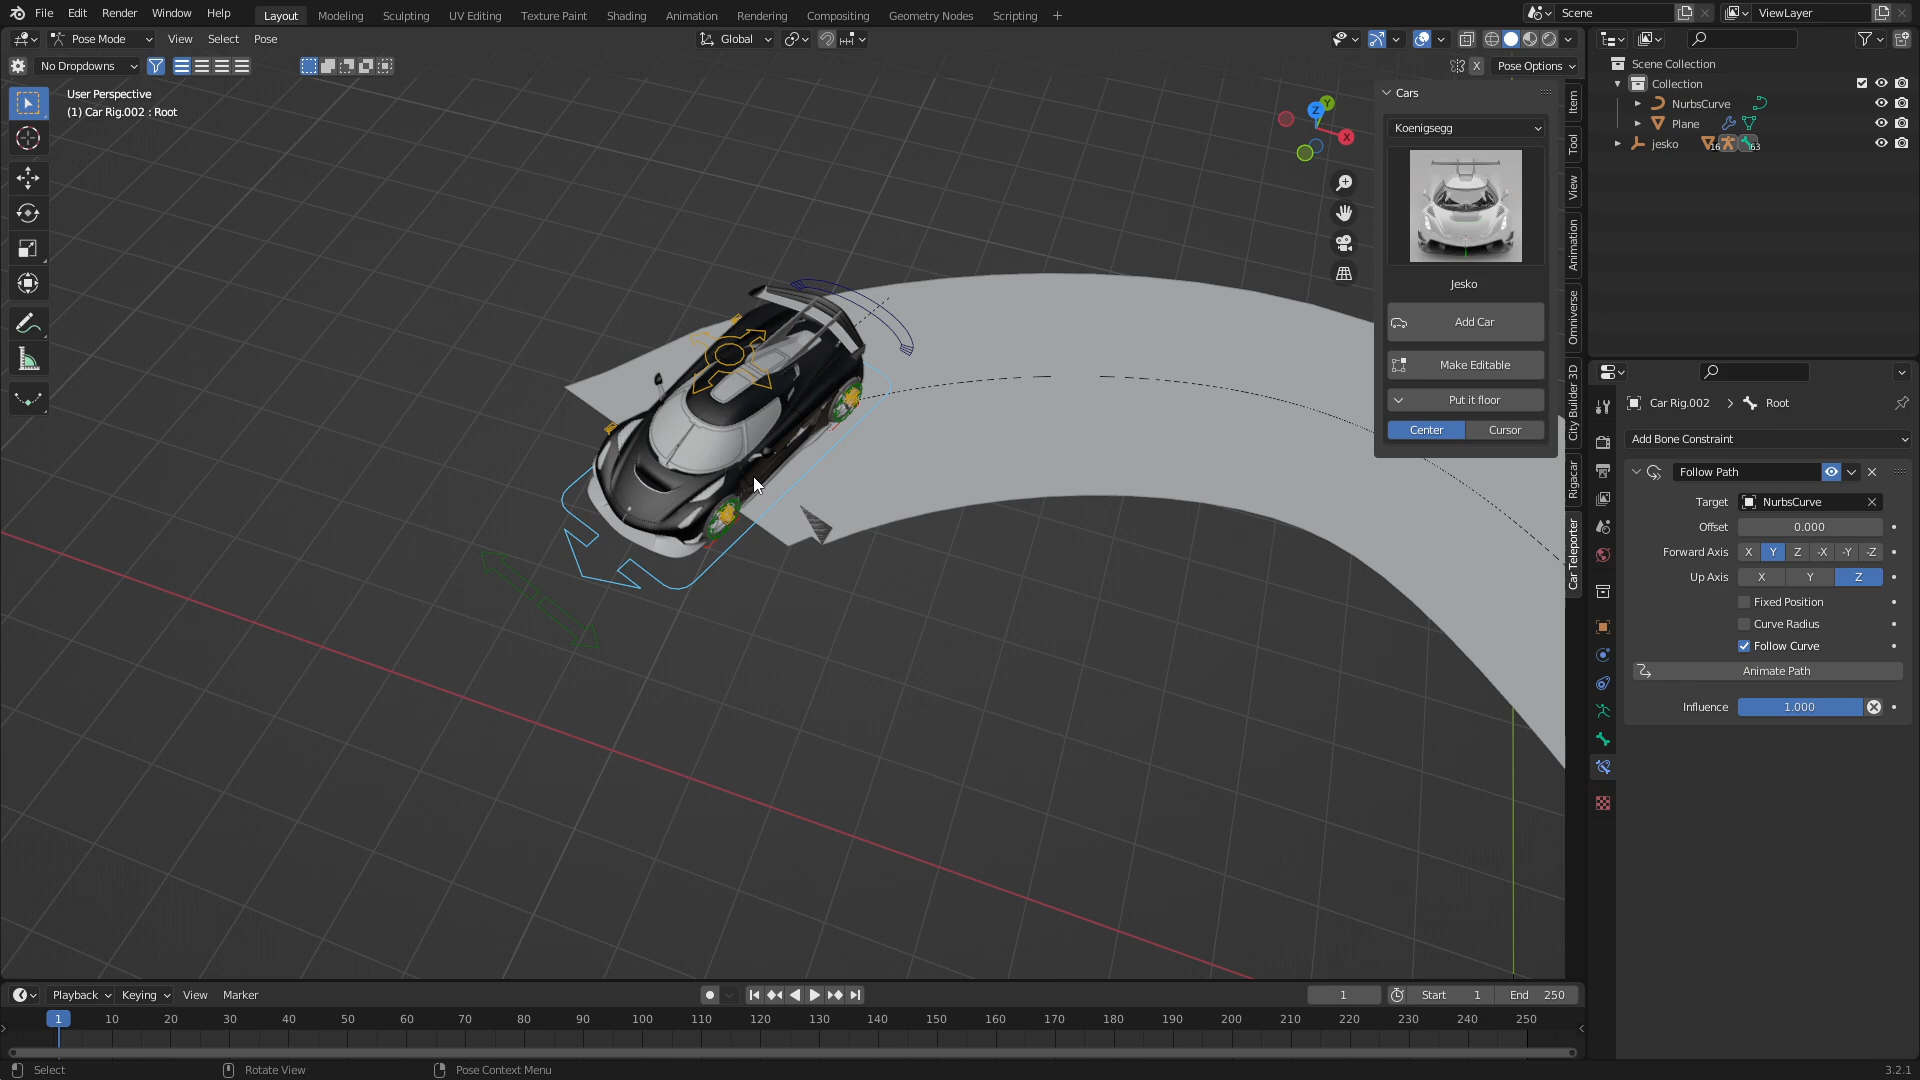 File Edit Render Window Help
Layout Modeling Sculpting UV Editing Texture Paint Shading Animation Rendering Compositing Geometry Nodes Scripting +
Scene
ViewLayer
Pose Mode View Select Pose
Global
No Dropdowns
X
Pose Options
User Perspective
(1) Car Rig.002 : Root
Z
Y
X
Cars
Koenigsegg
Jesko
Add Car
Make Editable
Put it floor
Center Cursor
Item
Tool
View
Animation
Omniverse
City Builder 3D
Rigacar
Car Teleporter
Scene Collection
Collection
NurbsCurve
Plane
jesko 16 63
Car Rig.002 > Root
Add Bone Constraint
Follow Path
Target NurbsCurve
Offset 0.000
Forward Axis X Y Z -X -Y -Z
Up Axis X Y Z
Fixed Position
Curve Radius
Follow Curve
Animate Path
Influence 1.000
Playback Keying View Marker
1 Start 1 End 250
1 10 20 30 40 50 60 70 80 90 100 110 120 130 140 150 160 170 180 190 200 210 220 230 240 250
Select Rotate View Pose Context Menu 3.2.1